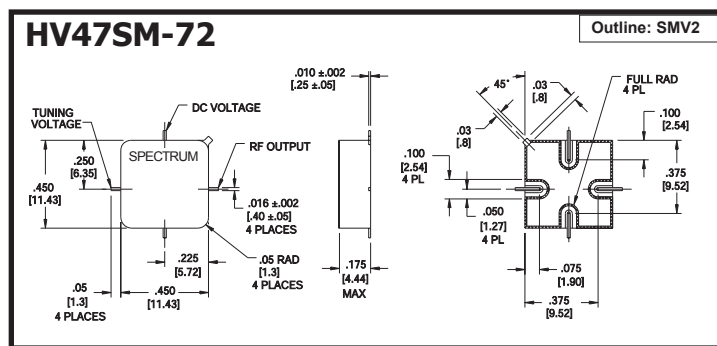 HV47SM-72
Outline: SMV2
.010 ±.002
[.25 ±.05]
TUNING
VOLTAGE
DC VOLTAGE
SPECTRUM
RF OUTPUT
.250
[6.35]
.450
[11.43]
.016 ±.002
[.40 ±.05]
4 PLACES
.225
[5.72]
.05 RAD
[1.3]
4 PLACES
.05
[1.3]
4 PLACES
.450
[11.43]
.175
[4.44]
MAX
45°
.03
[.8]
.03
[.8]
FULL RAD
4 PL
.100
[2.54]
.100
[2.54]
4 PL
.375
[9.52]
.050
[1.27]
4 PL
.075
[1.90]
.375
[9.52]